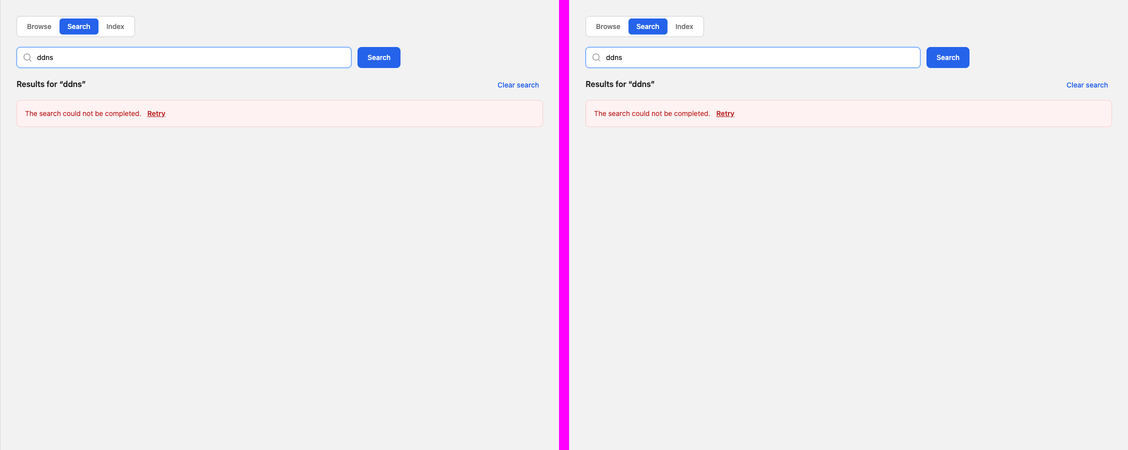 Browse Search Index
ddns Search
Results for “ddns” Clear search
The search could not be completed. Retry
Browse Search Index
ddns Search
Results for “ddns” Clear search
The search could not be completed. Retry